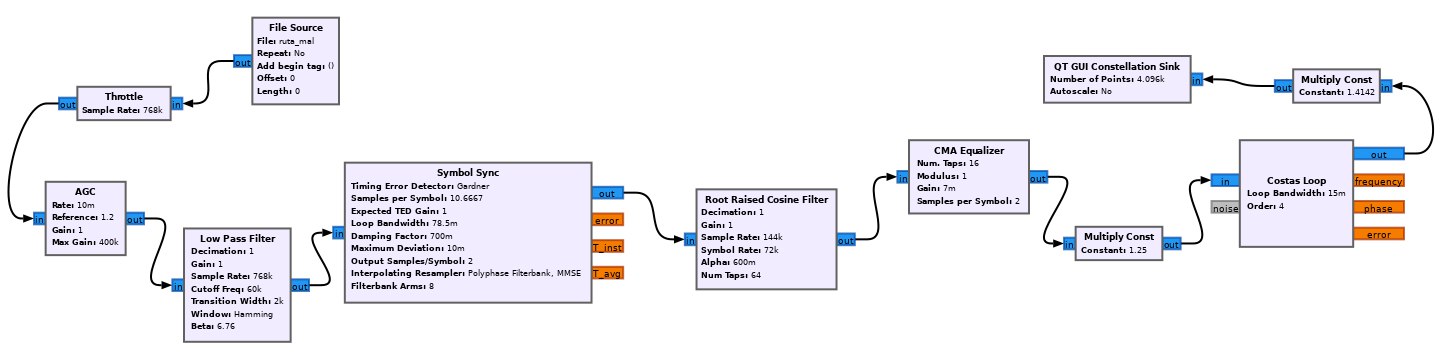 File Source
File: ruta_mal
Repeat: No
Add begin tag: ()
Offset: 0
Length: 0
out
Throttle
Sample Rate: 768k
out
in
AGC
Rate: 10m
Reference: 1.2
Gain: 1
Max Gain: 400k
in
out
Low Pass Filter
Decimation: 1
Gain: 1
Sample Rate: 768k
Cutoff Freq: 60k
Transition Width: 2k
Window: Hamming
Beta: 6.76
in
out
Symbol Sync
Timing Error Detector: Gardner
Samples per Symbol: 10.6667
Expected TED Gain: 1
Loop Bandwidth: 78.5m
Damping Factor: 700m
Maximum Deviation: 10m
Output Samples/Symbol: 2
Interpolating Resampler: Polyphase Filterbank, MMSE
Filterbank Arms: 8
in
out
error
T_inst
T_avg
Root Raised Cosine Filter
Decimation: 1
Gain: 1
Sample Rate: 144k
Symbol Rate: 72k
Alpha: 600m
Num Taps: 64
in
out
CMA Equalizer
Num. Taps: 16
Modulus: 1
Gain: 7m
Samples per Symbol: 2
in
out
Multiply Const
Constant: 1.25
in
out
Costas Loop
Loop Bandwidth: 15m
Order: 4
in
noise
out
frequency
phase
error
Multiply Const
Constant: 1.4142
out
in
QT GUI Constellation Sink
Number of Points: 4.096k
Autoscale: No
in